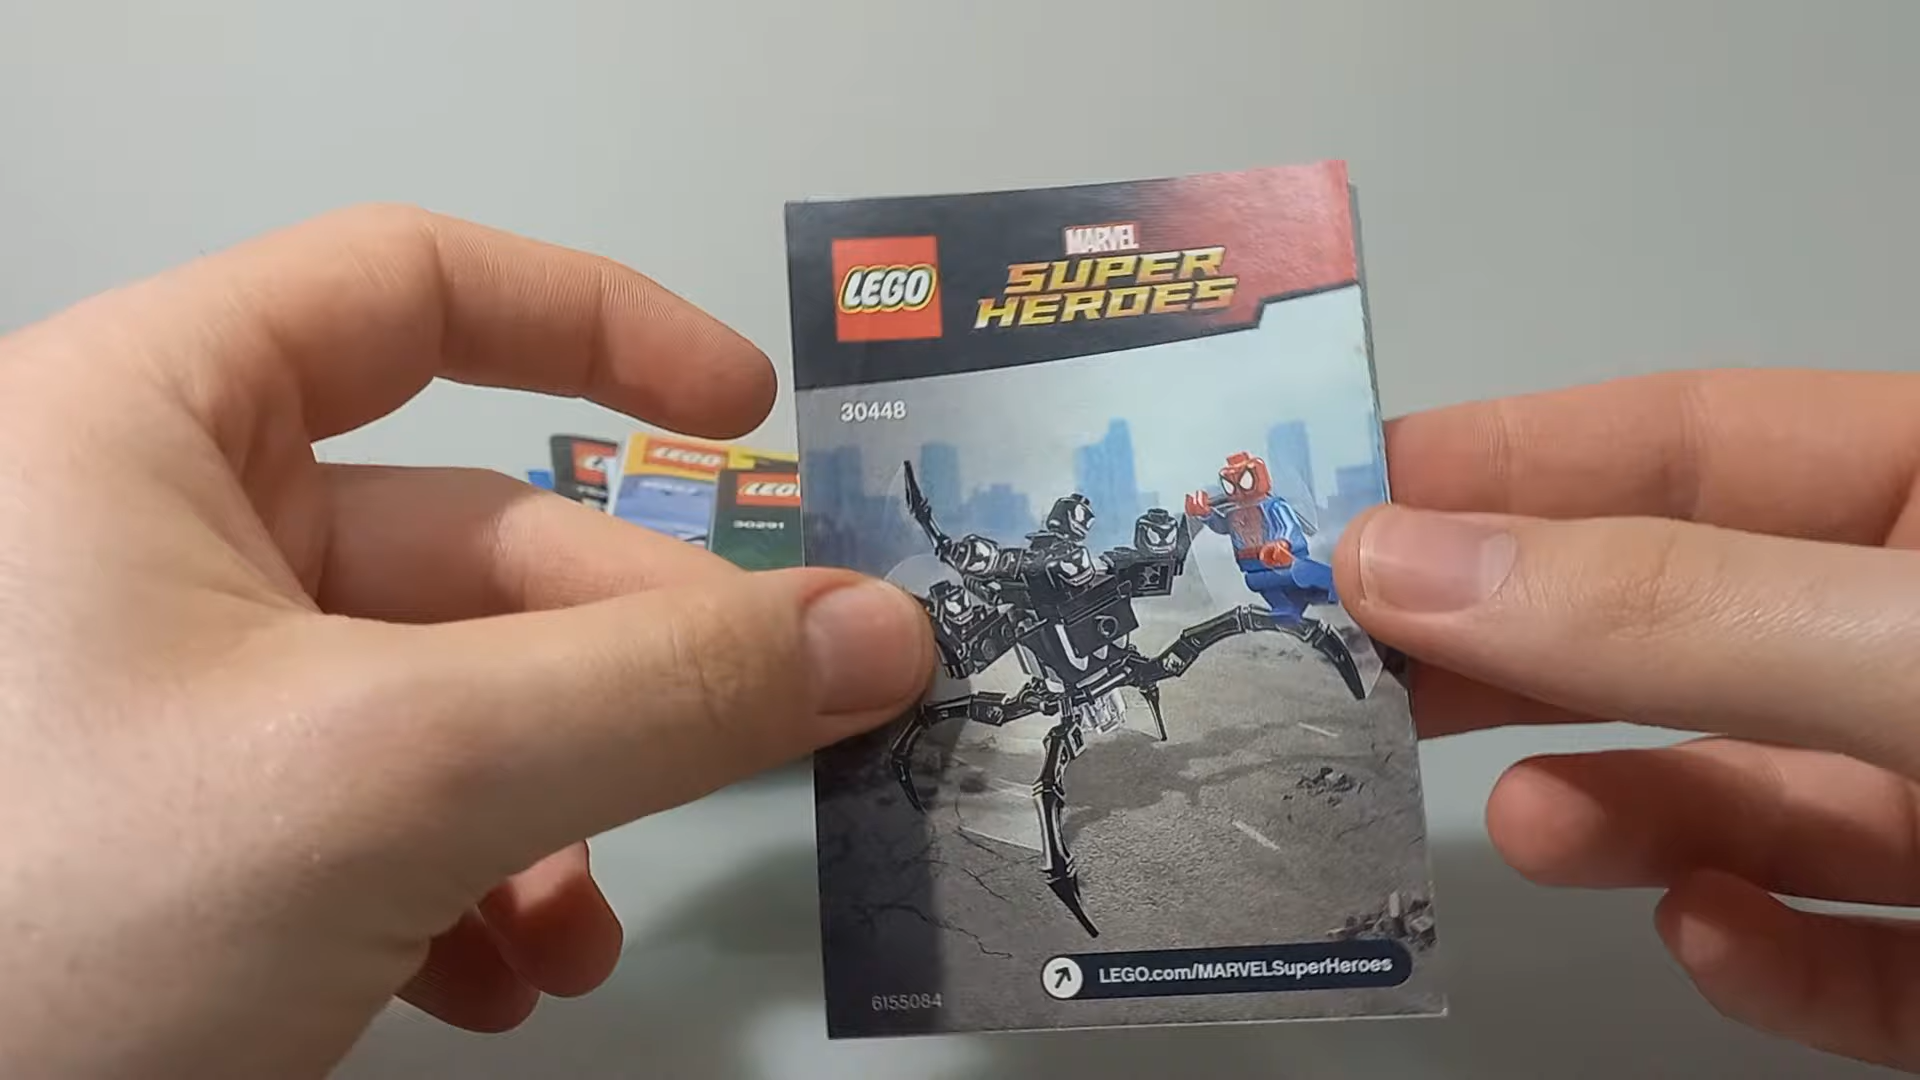 LEGO
MARVEL
SUPER
HEROES
30448
LEGO
LEGO
30291
LEGO.com/MARVELSuperHeroes
6155084